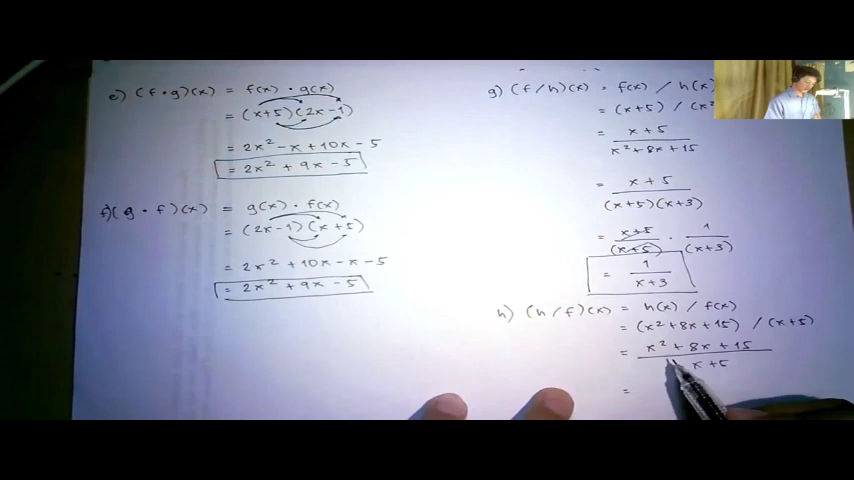 e) (f • g)(x) = f(x) • g(x)
= (x+5)(2x-1)
= 2x² - x + 10x - 5
= 2x² + 9x - 5
f) (g • f)(x) = g(x) • f(x)
= (2x-1)(x+5)
= 2x² + 10x - x - 5
= 2x² + 9x - 5
g) (f/h)(x) = f(x) / h(x)
= (x+5) / (x²
= x+5
x² + 8x + 15
= x+5
(x+5)(x+3)
= x+5 • 1
(x+5) (x+3)
= 1
x+3
h) (h/f)(x) = h(x) / f(x)
= (x² + 8x + 15) / (x+5)
= x² + 8x + 15
x+5
=